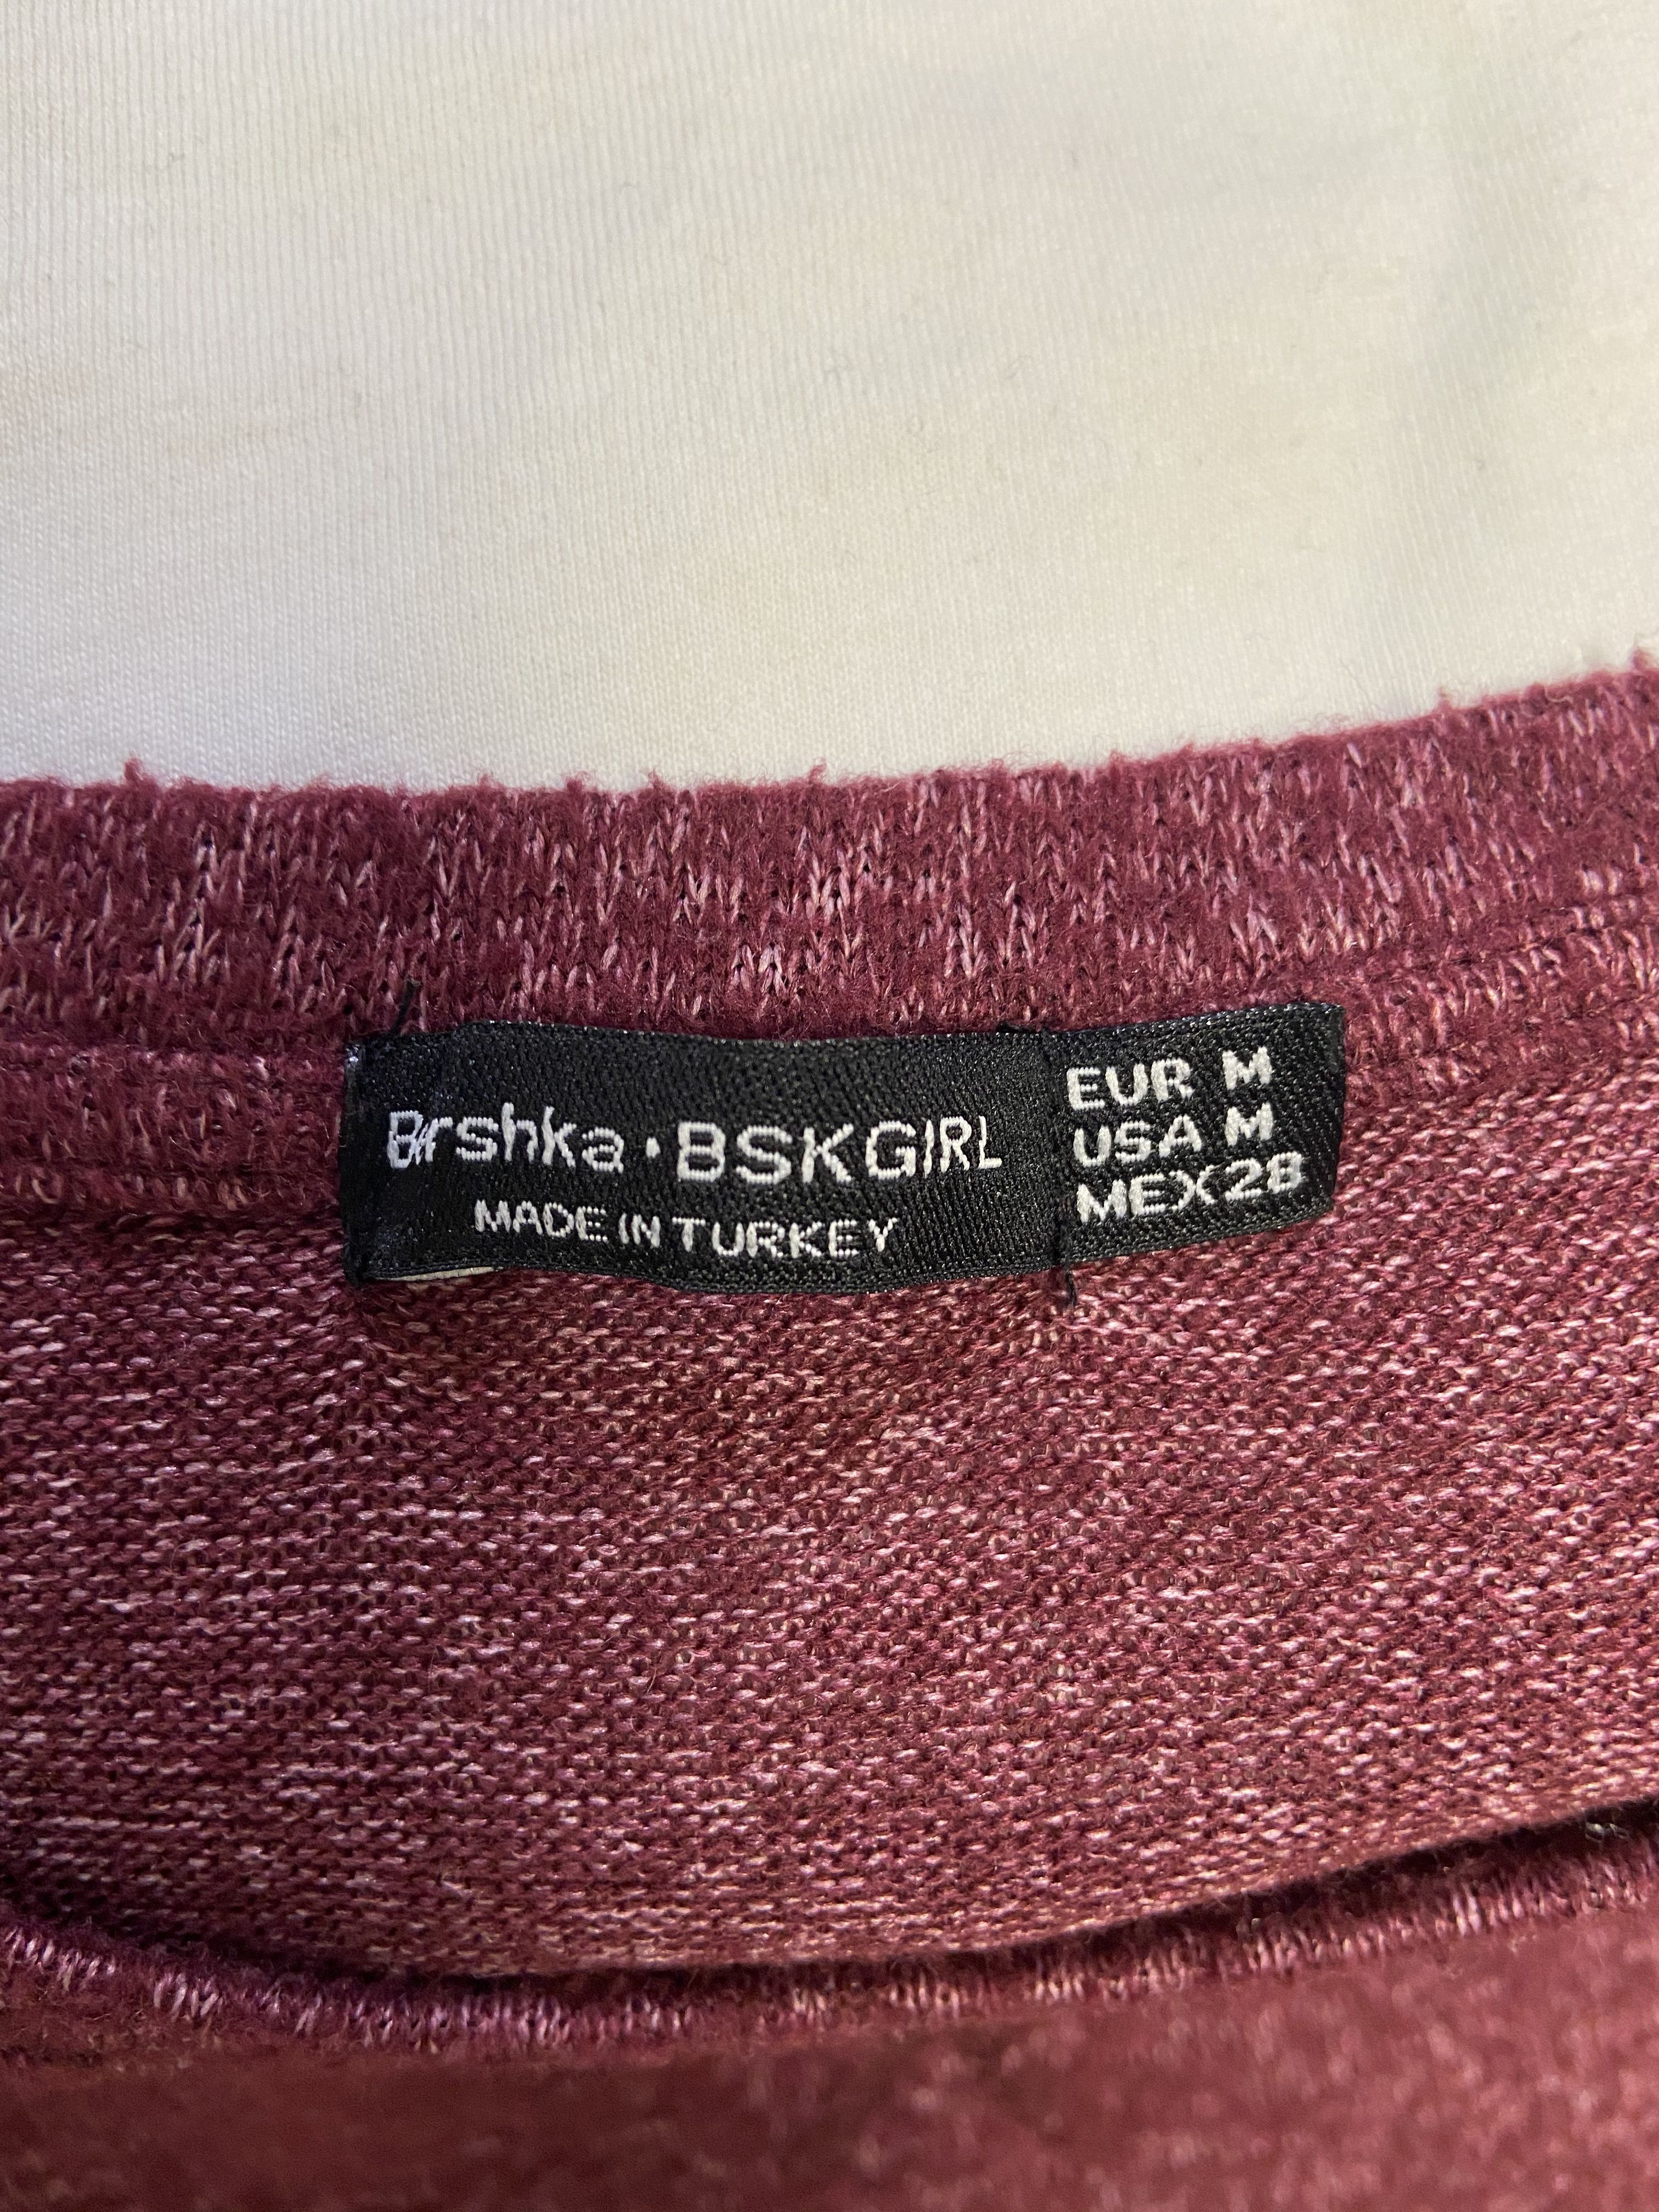 Bershka • BSKGIRL
MADE IN TURKEY
EUR M
USA M
MEX 28